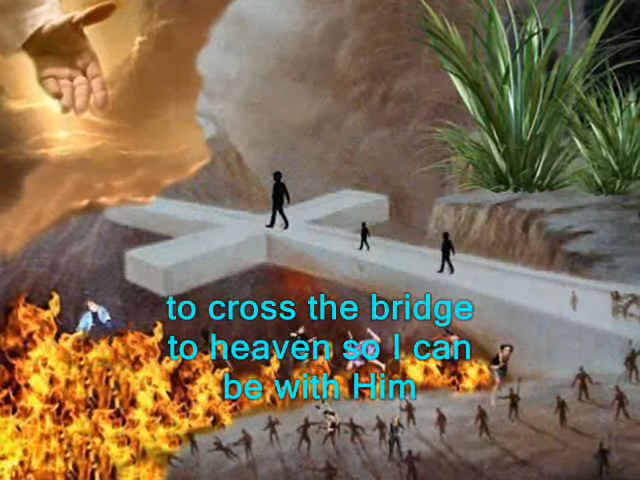 to cross the bridge
to heaven so I can
be with Him